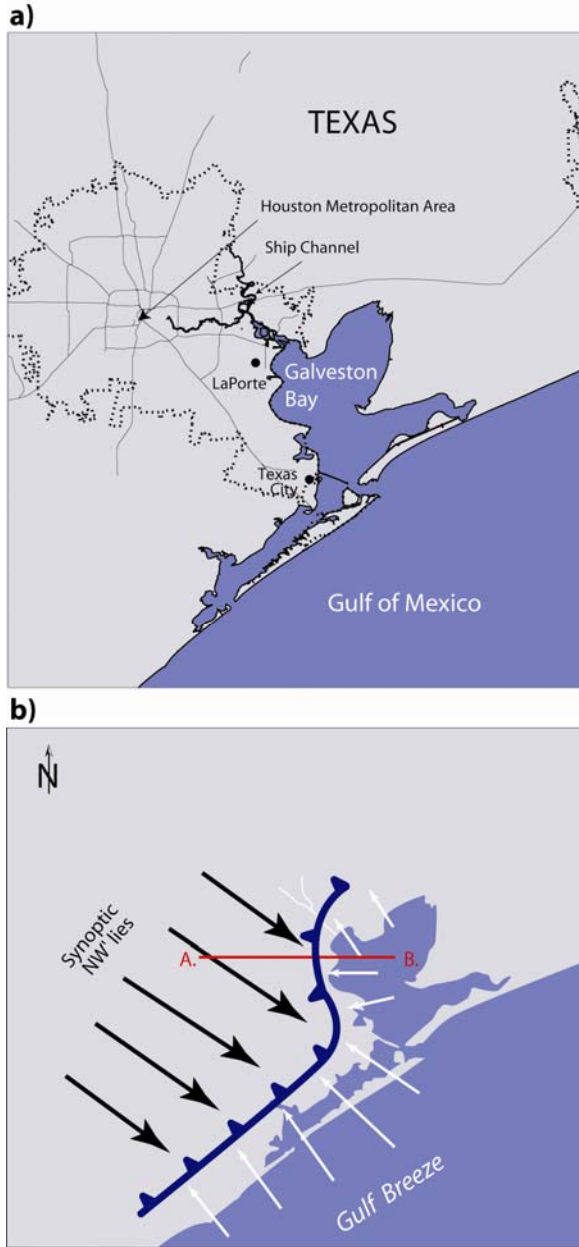 a)
TEXAS
Houston Metropolitan Area
Ship Channel
LaPorte
Galveston
Bay
Texas
City
Gulf of Mexico
b)
N
Synoptic
NW' lies
A.
B.
Gulf Breeze